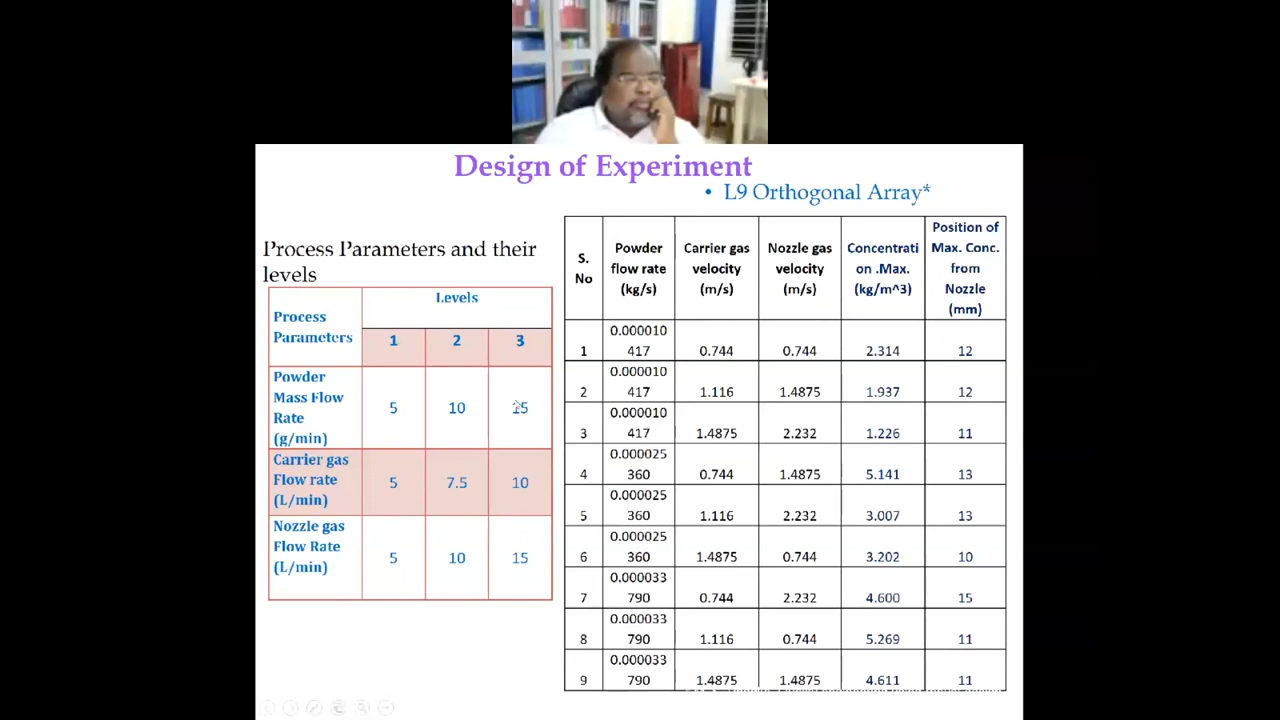 Design of Experiment
• L9 Orthogonal Array*
Process Parameters and their
levels
Process
Parameters
Levels
1 2 3
Powder
Mass Flow
Rate
(g/min)
5 10 15
Carrier gas
Flow rate
(L/min)
5 7.5 10
Nozzle gas
Flow Rate
(L/min)
5 10 15
S.
No
Powder
flow rate
(kg/s)
Carrier gas
velocity
(m/s)
Nozzle gas
velocity
(m/s)
Concentrati
on .Max.
(kg/m^3)
Position of
Max. Conc.
from
Nozzle
(mm)
0.000010
1 417 0.744 0.744 2.314 12
0.000010
2 417 1.116 1.4875 1.937 12
0.000010
3 417 1.4875 2.232 1.226 11
0.000025
4 360 0.744 1.4875 5.141 13
0.000025
5 360 1.116 2.232 3.007 13
0.000025
6 360 1.4875 0.744 3.202 10
0.000033
7 790 0.744 2.232 4.600 15
0.000033
8 790 1.116 0.744 5.269 11
0.000033
9 790 1.4875 1.4875 4.611 11